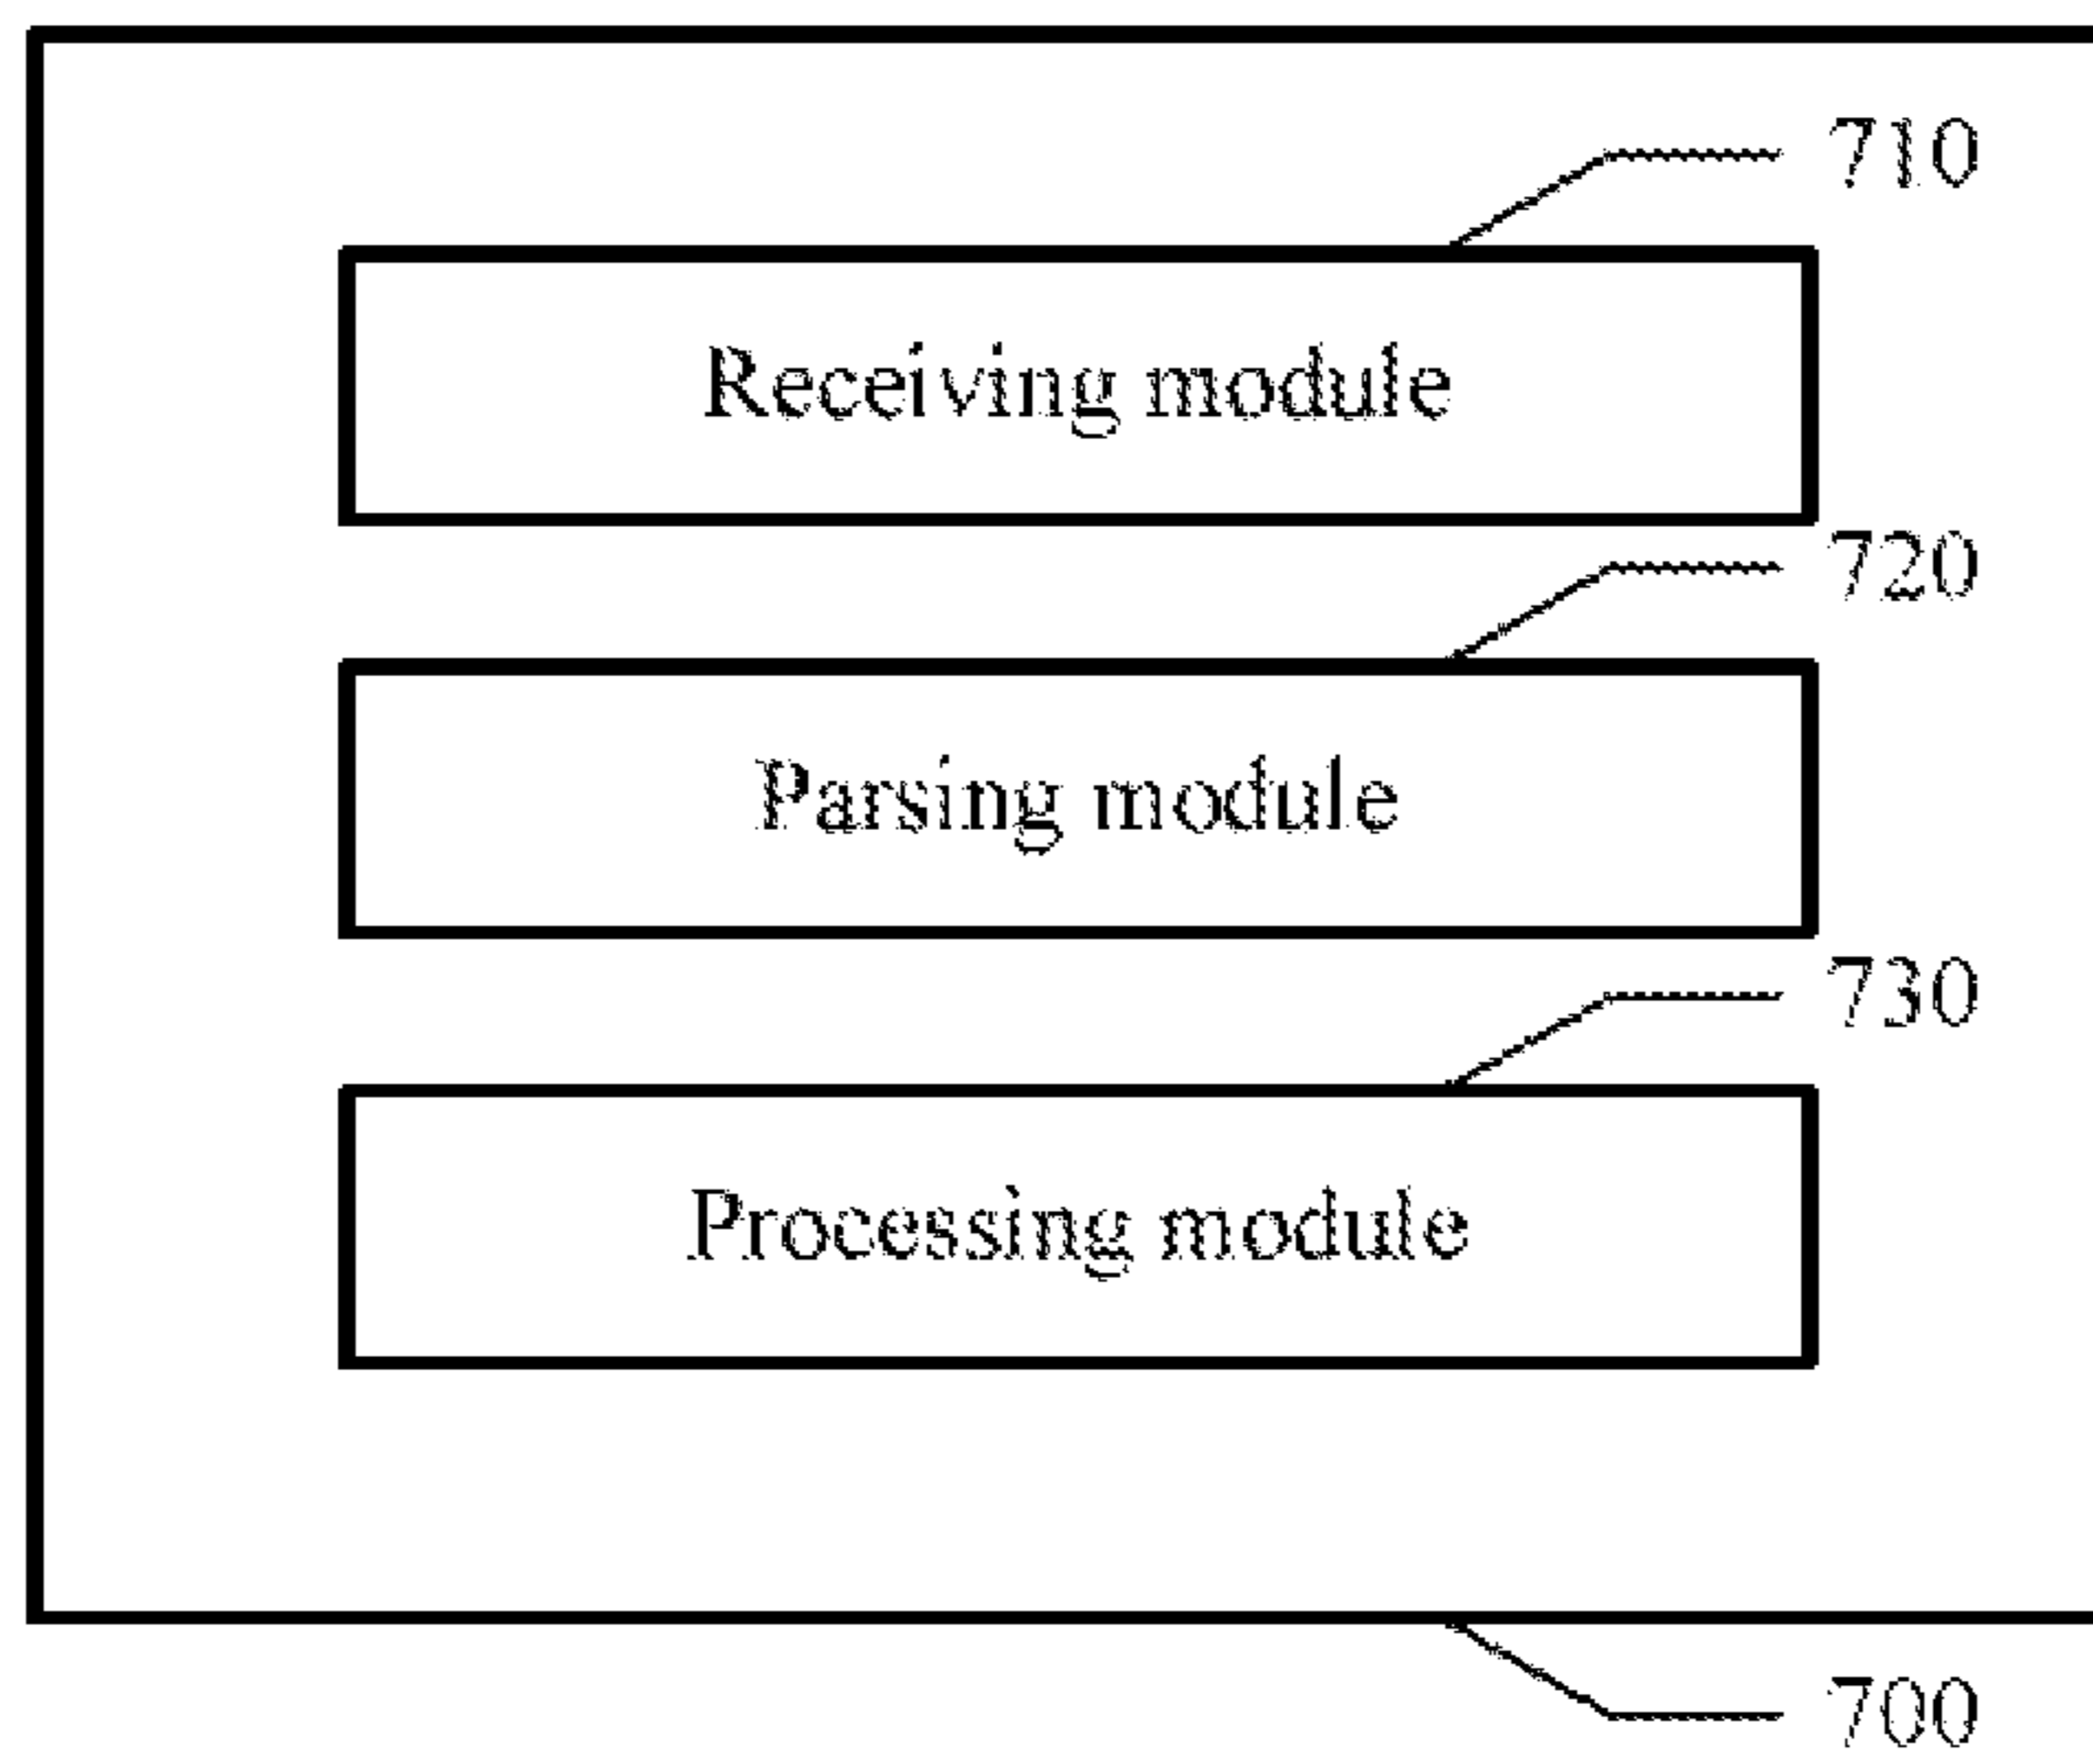 710
Receiving module
720
Parsing module
730
Processing module
700